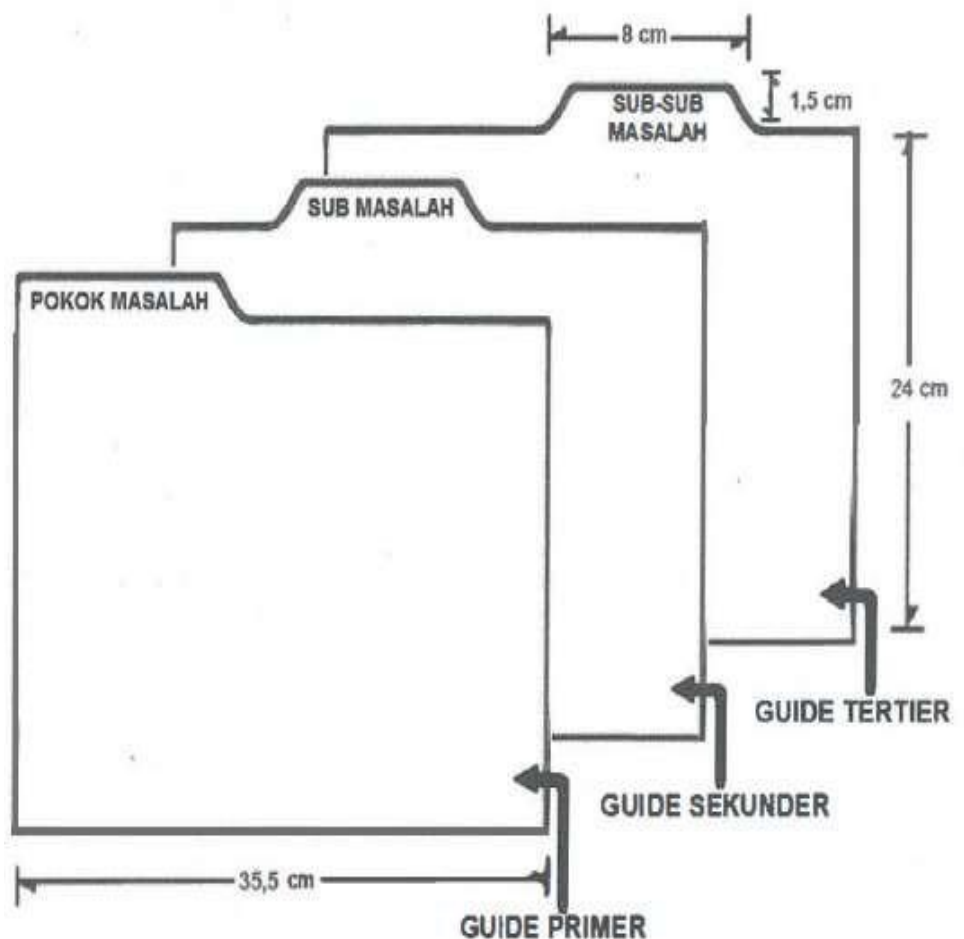 8 cm
1,5 cm
SUB-SUB
MASALAH
SUB MASALAH
POKOK MASALAH
24 cm
GUIDE TERTIER
GUIDE SEKUNDER
35,5 cm
GUIDE PRIMER